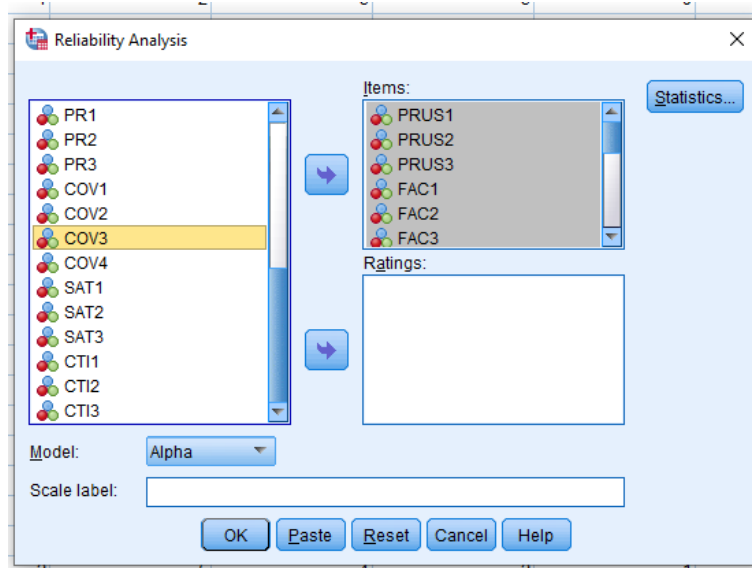 Reliability Analysis
Items:
Statistics...
PR1
PR2
PR3
COV1
COV2
COV3
COV4
SAT1
SAT2
SAT3
CTI1
CTI2
CTI3
PRUS1
PRUS2
PRUS3
FAC1
FAC2
FAC3
Ratings:
Model: Alpha
Scale label:
OK Paste Reset Cancel Help